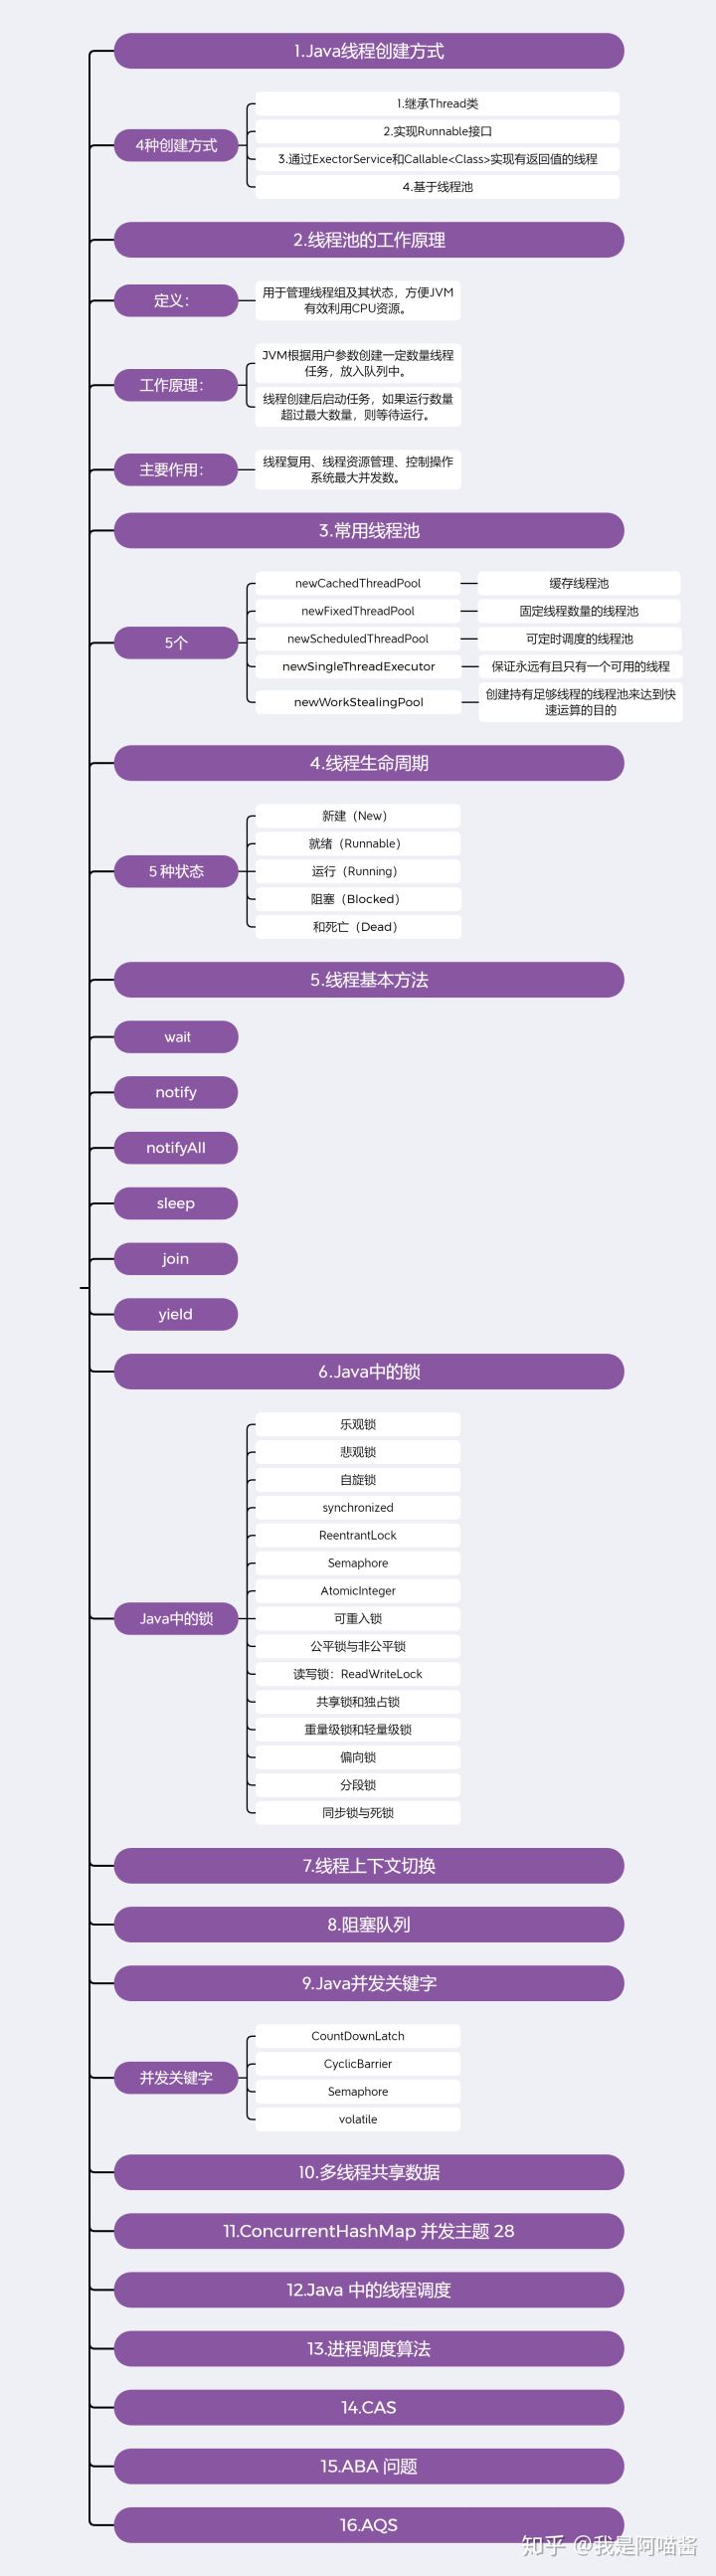 1.Java线程创建方式
4种创建方式
1.继承Thread类
2.实现Runnable接口
3.通过ExectorService和Callable<Class>实现有返回值的线程
4.基于线程池
2.线程池的工作原理
定义：
用于管理线程组及其状态，方便JVM
有效利用CPU资源。
工作原理：
JVM根据用户参数创建一定数量线程
任务，放入队列中。
线程创建后启动任务，如果运行数量
超过最大数量，则等待运行。
主要作用：
线程复用、线程资源管理、控制操作
系统最大并发数。
3.常用线程池
5个
newCachedThreadPool
缓存线程池
newFixedThreadPool
固定线程数量的线程池
newScheduledThreadPool
可定时调度的线程池
newSingleThreadExecutor
保证永远有且只有一个可用的线程
newWorkStealingPool
创建持有足够线程的线程池来达到快
速运算的目的
4.线程生命周期
5 种状态
新建（New）
就绪（Runnable）
运行（Running）
阻塞（Blocked）
和死亡（Dead）
5.线程基本方法
wait
notify
notifyAll
sleep
join
yield
6.Java中的锁
Java中的锁
乐观锁
悲观锁
自旋锁
synchronized
ReentrantLock
Semaphore
AtomicInteger
可重入锁
公平锁与非公平锁
读写锁：ReadWriteLock
共享锁和独占锁
重量级锁和轻量级锁
偏向锁
分段锁
同步锁与死锁
7.线程上下文切换
8.阻塞队列
9.Java并发关键字
并发关键字
CountDownLatch
CyclicBarrier
Semaphore
volatile
10.多线程共享数据
11.ConcurrentHashMap 并发主题 28
12.Java 中的线程调度
13.进程调度算法
14.CAS
15.ABA 问题
16.AQS
知乎 @我是阿喵酱